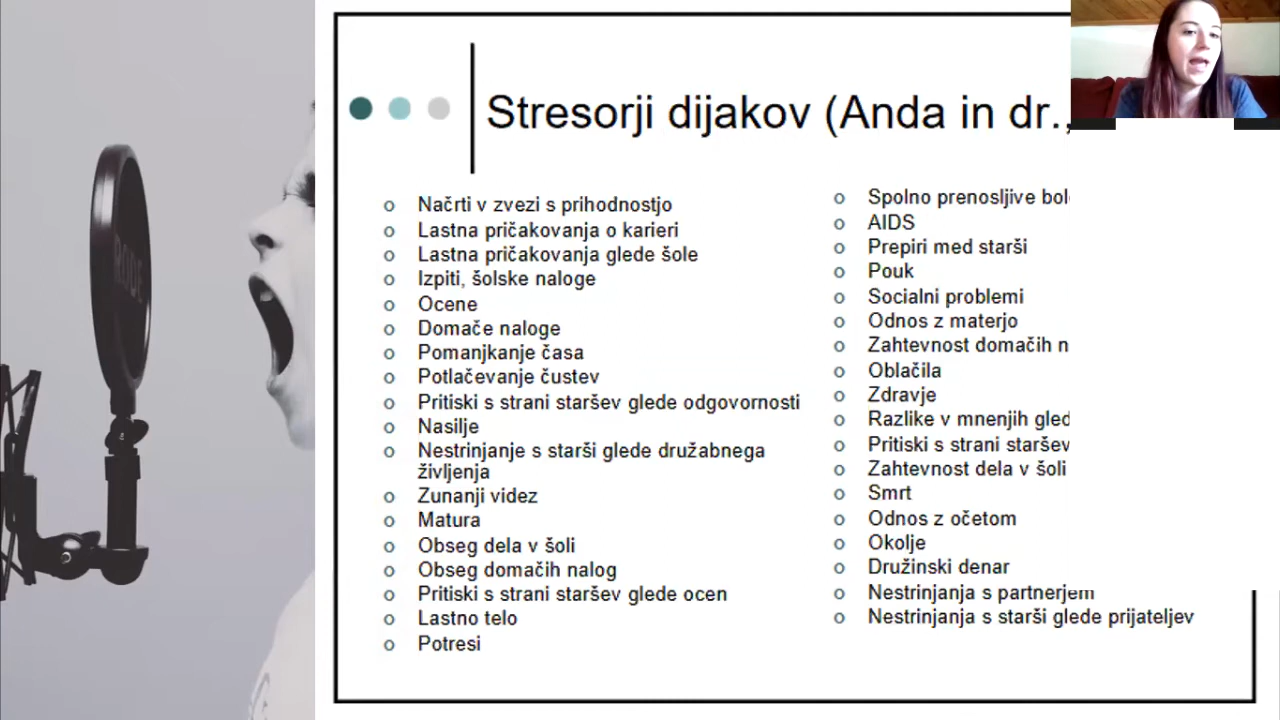 Stresorji dijakov (Anda in dr.,
Načrti v zvezi s prihodnostjo
Lastna pričakovanja o karieri
Lastna pričakovanja glede šole
Izpiti, šolske naloge
Ocene
Domače naloge
Pomanjkanje časa
Potlačevanje čustev
Pritiski s strani staršev glede odgovornosti
Nasilje
Nestrinjanje s starši glede družabnega
življenja
Zunanji videz
Matura
Obseg dela v šoli
Obseg domačih nalog
Pritiski s strani staršev glede ocen
Lastno telo
Potresi
Spolno prenosljive
AIDS
Prepiri med starši
Pouk
Socialni problemi
Odnos z materjo
Zahtevnost domačih
Oblačila
Zdravje
Razlike v mnenjih
Pritiski s strani staršev
Zahtevnost dela v šoli
Smrt
Odnos z očetom
Okolje
Družinski denar
Nestrinjanja s partnerjem
Nestrinjanja s starši glede prijateljev
RODE